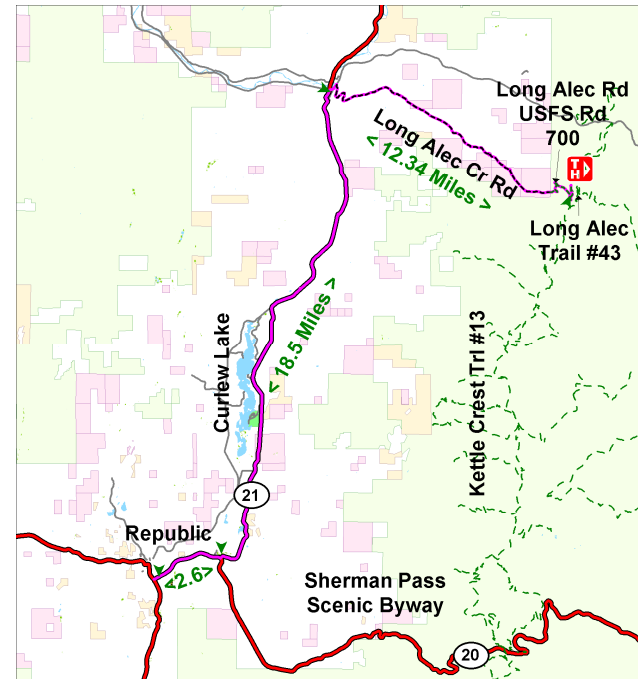 Long Alec Rd
USFS Rd
700
T
H
Long Alec Cr Rd
< 12.34 Miles >
Long Alec
Trail #43
< 18.5 Miles >
Curlew Lake
Kettle Crest Trl #13
21
Republic
<2.6>
Sherman Pass
Scenic Byway
20